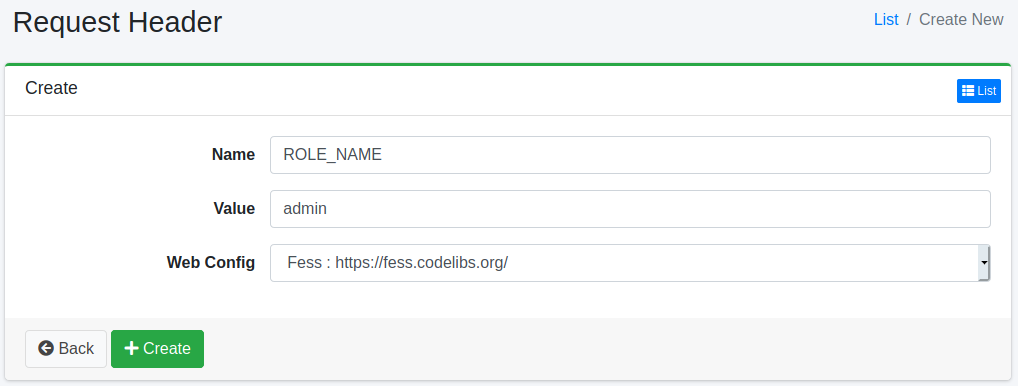 Request Header
List / Create New
Create
List
Name ROLE_NAME
Value admin
Web Config Fess : https://fess.codelibs.org/
Back Create